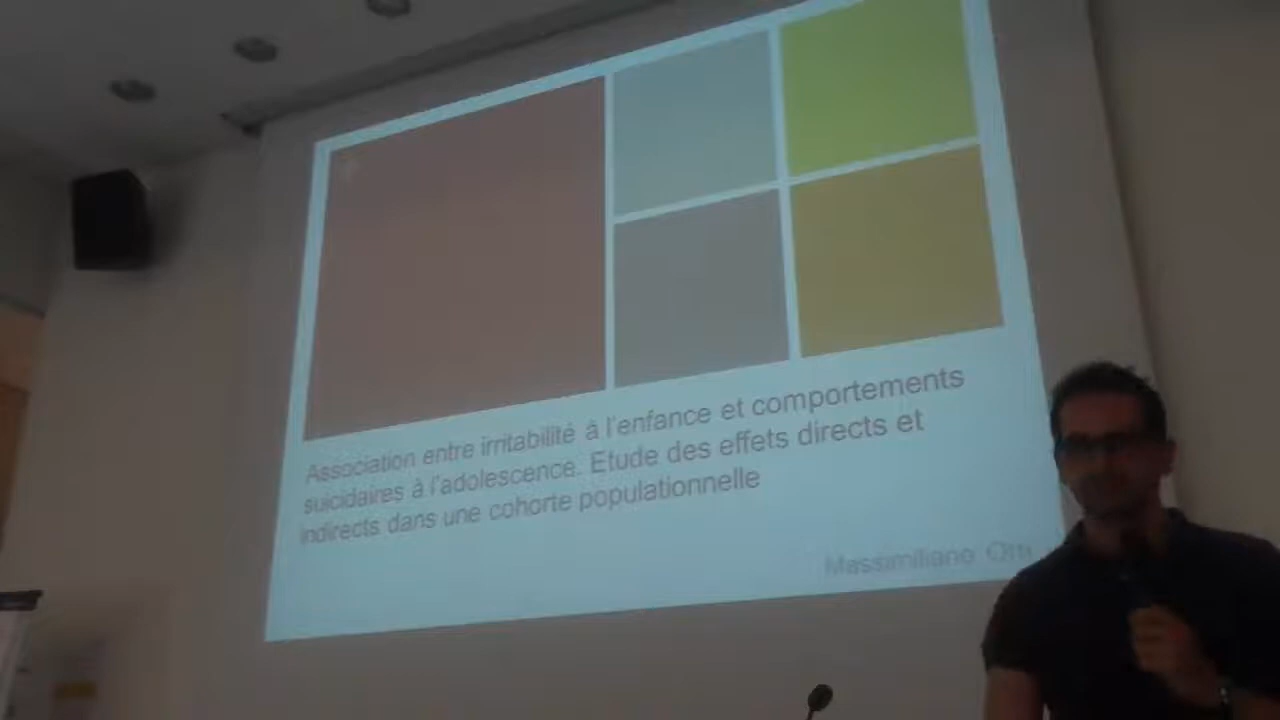 Association entre irritabilité à l'enfance et comportements
suicidaires à l'adolescence. Etude des effets directs et
indirects dans une cohorte populationnelle
Massimiliano